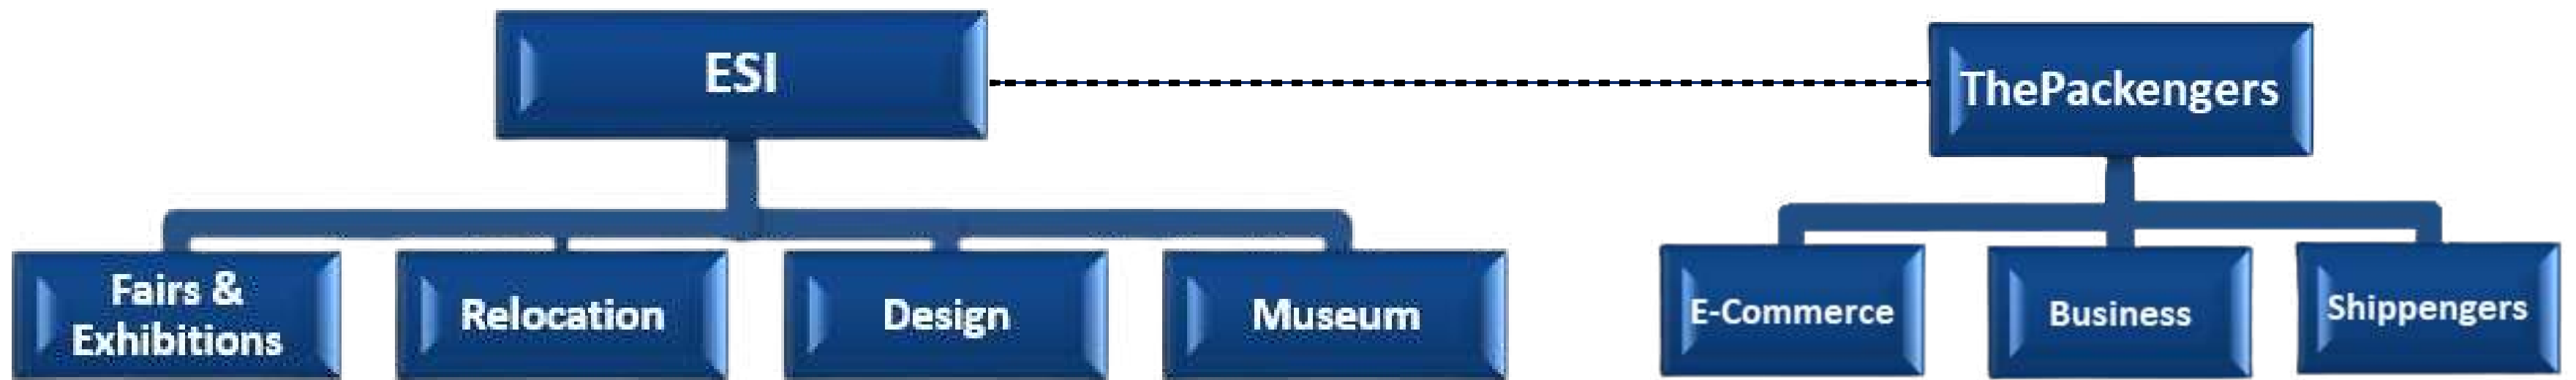 ESI
ThePackengers
Fairs &
Exhibitions
Relocation
Design
Museum
E-Commerce
Business
Shippengers